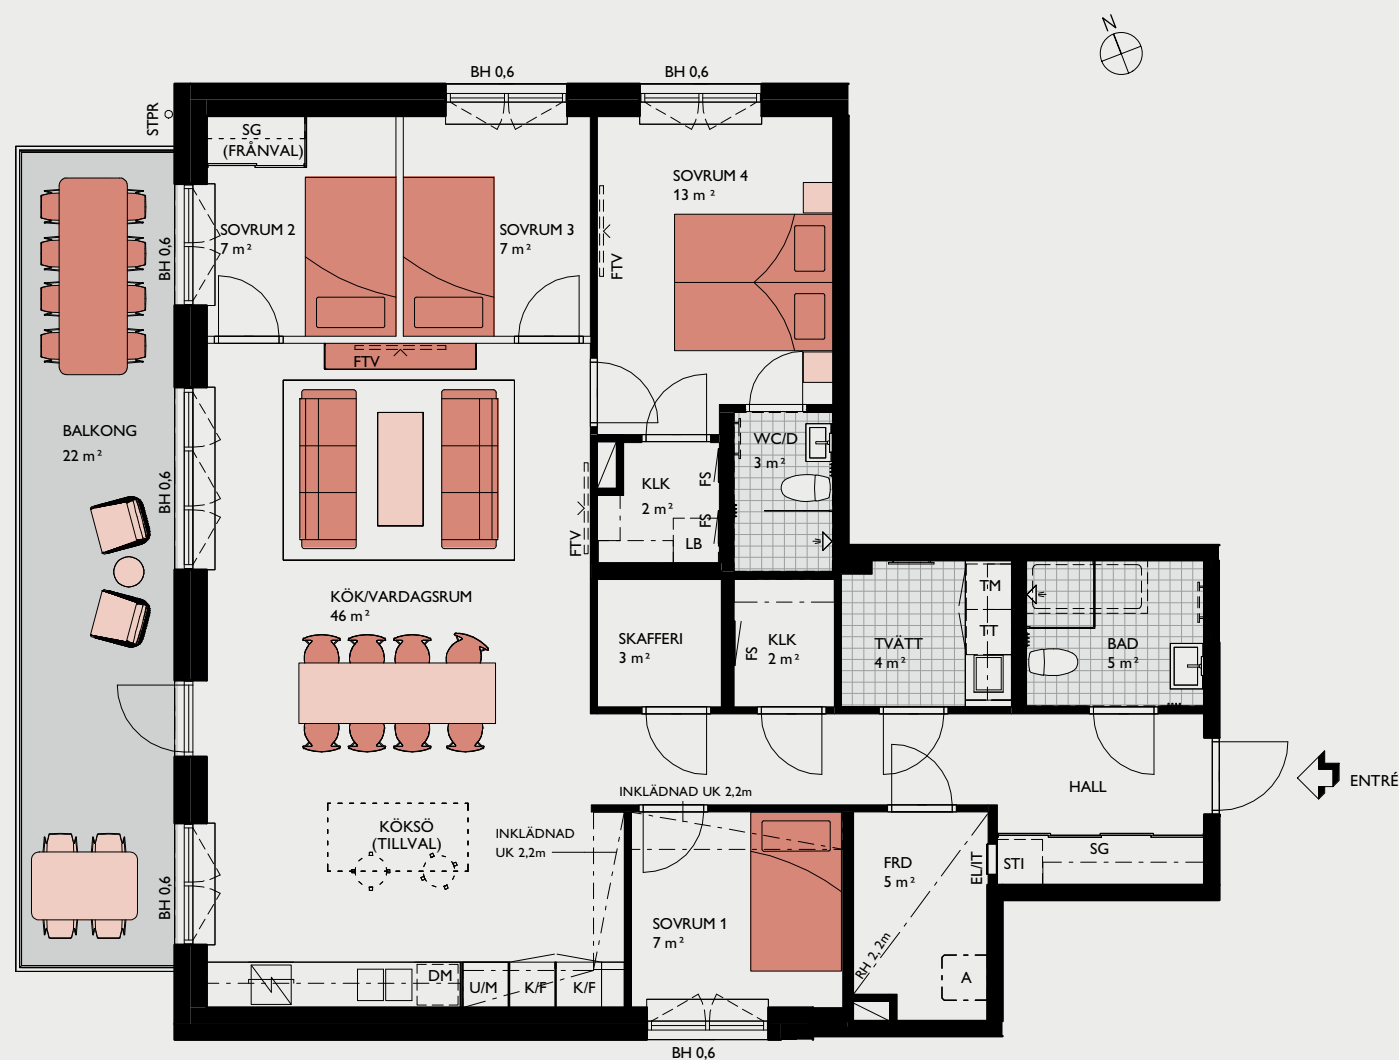 N
BH 0,6
BH 0,6
STPR
SG
(FRÅNVAL)
SOVRUM 4
13 m²
SOVRUM 2
7 m²
SOVRUM 3
7 m²
BH 0,6
FTV
FTV
BALKONG
22 m²
WC/D
3 m²
BH 0,6
KLK
2 m²
FS
FS
LB
FTV
KÖK/VARDAGSRUM
46 m²
SKAFFERI
3 m²
FS
KLK
2 m²
TVÄTT
4 m²
TM
TT
BAD
5 m²
HALL
ENTRÉ
INKLÄDNAD UK 2,2m
KÖKSÖ
(TILLVAL)
INKLÄDNAD
UK 2,2m
BH 0,6
FRD
5 m²
EL/IT
STI
SG
SOVRUM 1
7 m²
RH 2,2m
A
DM
U/M
K/F
K/F
BH 0,6